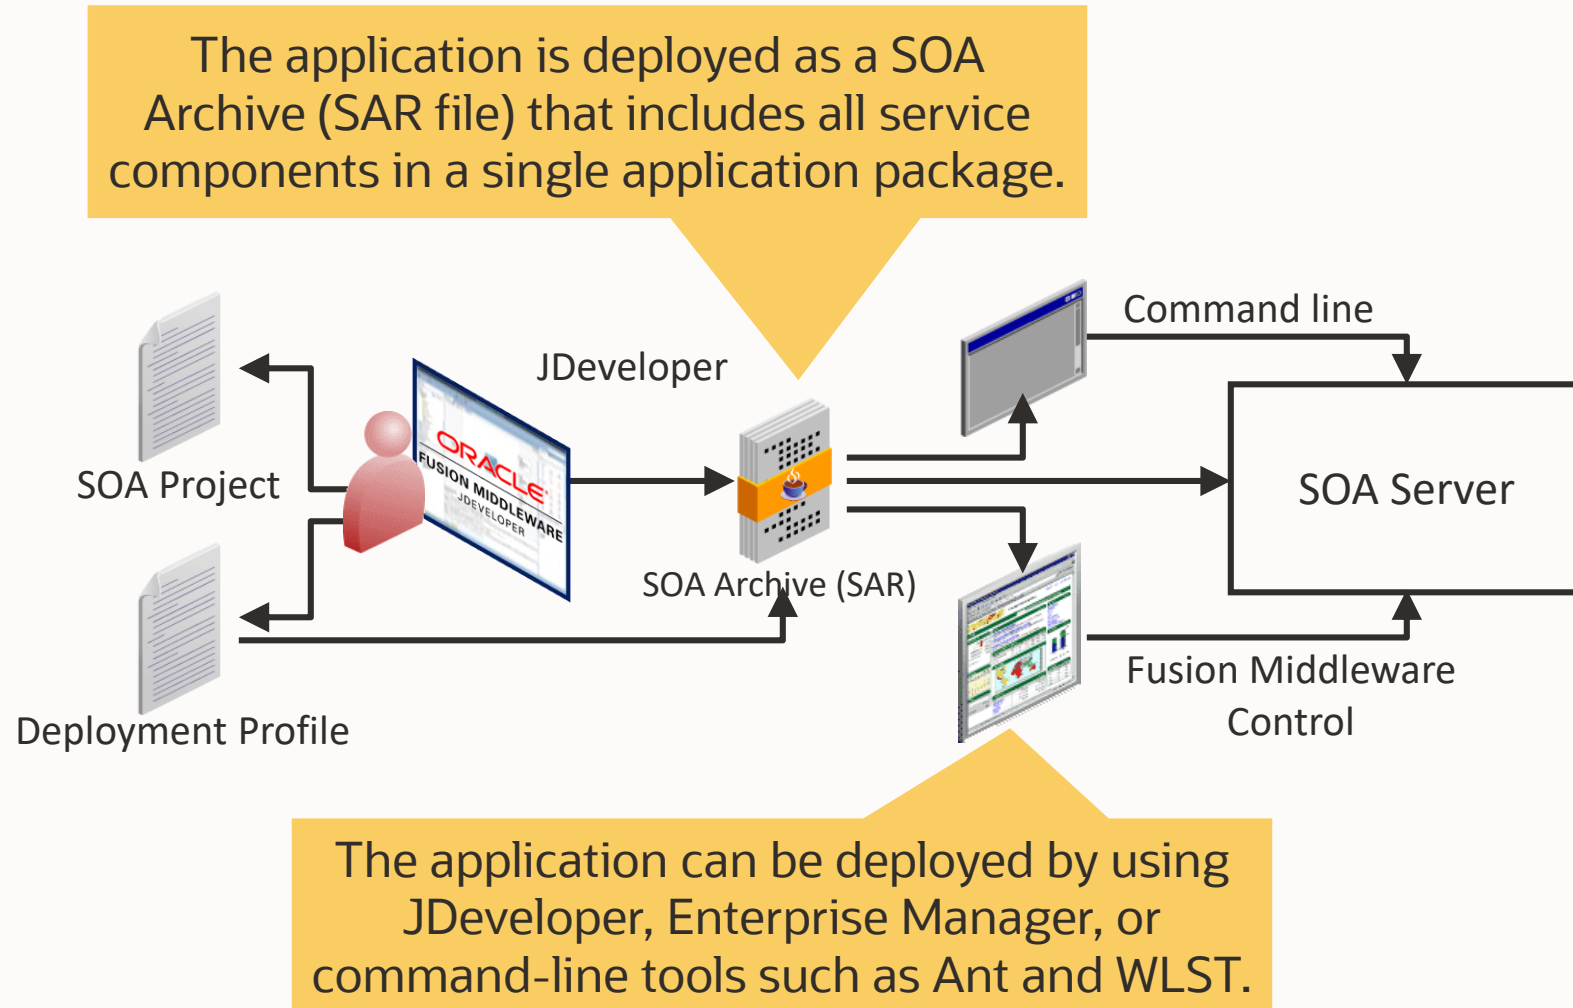 The application is deployed as a SOA
Archive (SAR file) that includes all service
components in a single application package.
Command line
JDeveloper
ORACLE
FUSION MIDDLEWARE
JDEVELOPER
SOA Project
SOA Server
SOA Archive (SAR)
Fusion Middleware
Control
Deployment Profile
The application can be deployed by using
JDeveloper, Enterprise Manager, or
command-line tools such as Ant and WLST.